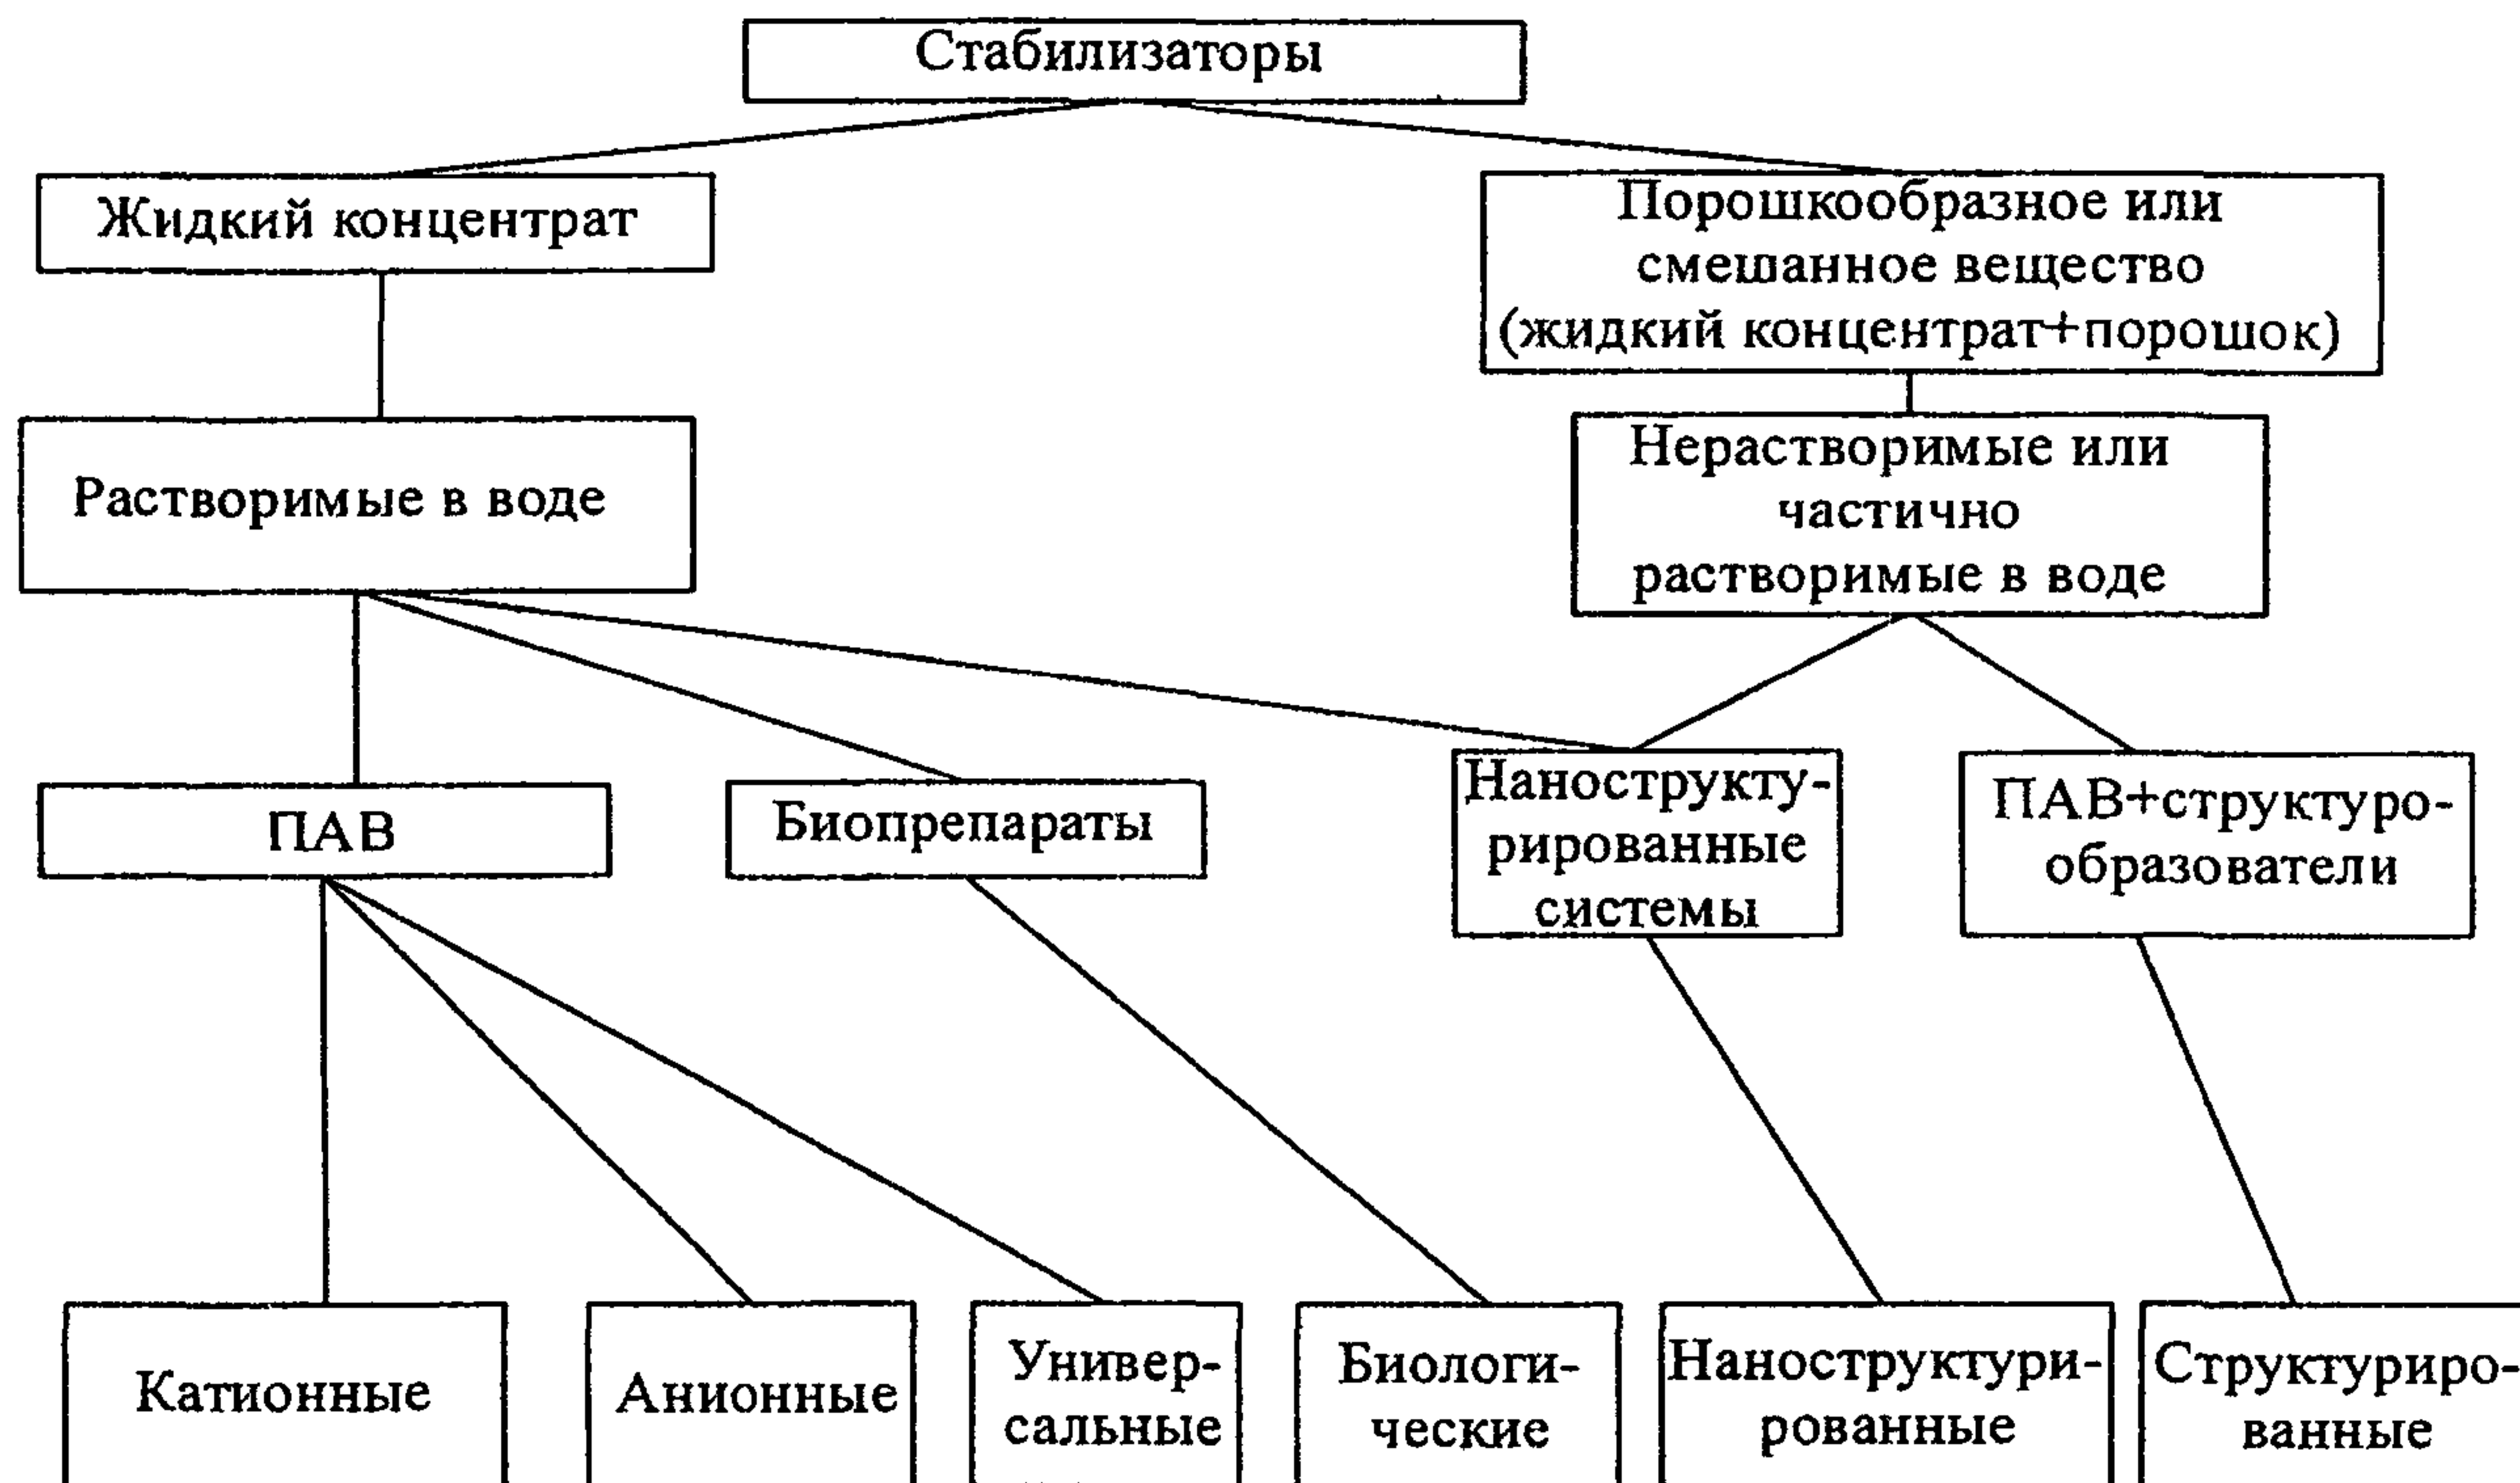 Стабилизаторы
Жидкий концентрат
Порошкообразное или
смешанное вещество
(жидкий концентрат+порошок)
Растворимые в воде
Нерастворимые или
частично
растворимые в воде
ПАВ
Биопрепараты
Наноструkту-
рированные
системы
ПАВ+структуро-
образователи
Катионные
Анионные
Универ-
сальные
Биологи-
ческие
Наноструктури-
рованные
Структуриро-
ванные